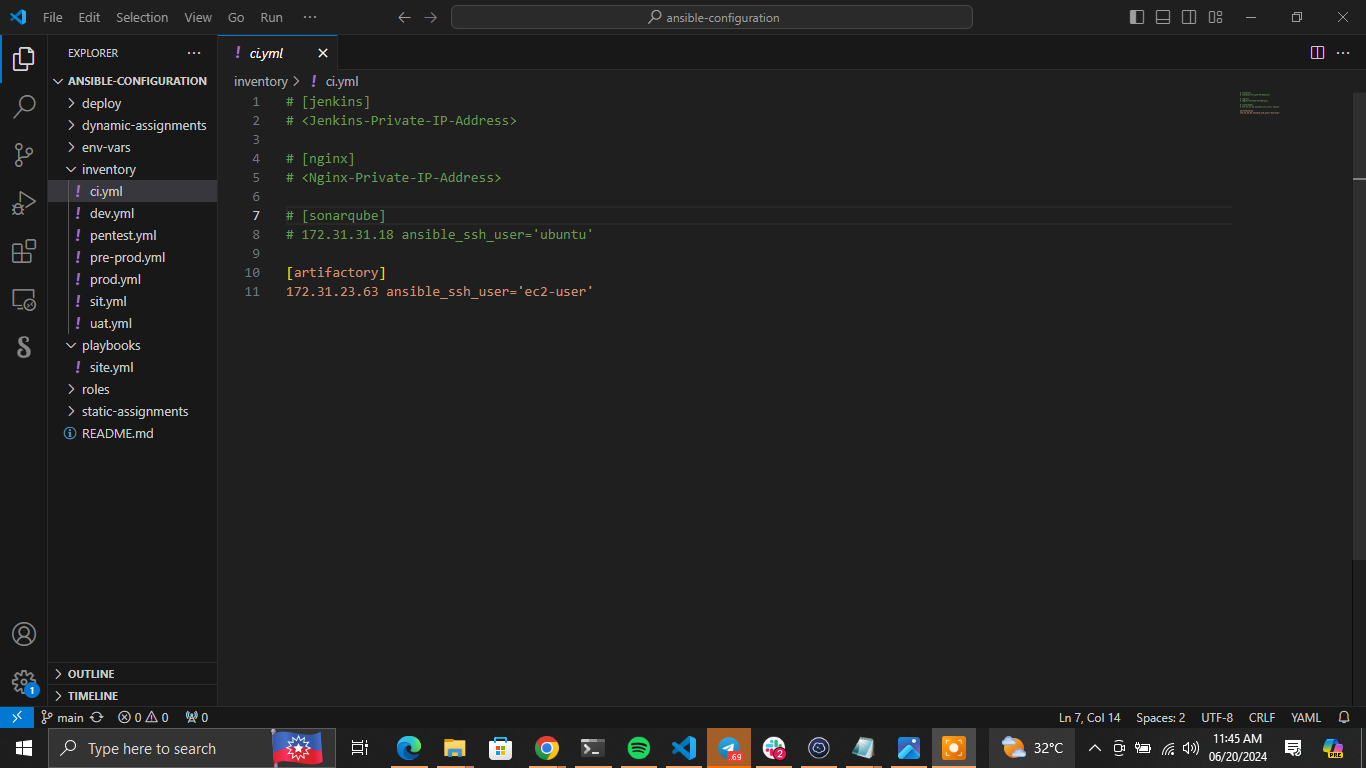 File Edit Selection View Go Run ···
ansible-configuration
EXPLORER
ANSIBLE-CONFIGURATION
deploy
dynamic-assignments
env-vars
inventory
! ci.yml
! dev.yml
! pentest.yml
! pre-prod.yml
! prod.yml
! sit.yml
! uat.yml
playbooks
! site.yml
roles
static-assignments
README.md
OUTLINE
TIMELINE
! ci.yml
inventory > ! ci.yml
1 # [jenkins]
2 # <Jenkins-Private-IP-Address>
3
4 # [nginx]
5 # <Nginx-Private-IP-Address>
6
7 # [sonarqube]
8 # 172.31.31.18 ansible_ssh_user='ubuntu'
9
10 [artifactory]
11 172.31.23.63 ansible_ssh_user='ec2-user'
1
main 0 0 0 Ln 7, Col 14 Spaces: 2 UTF-8 CRLF YAML
Type here to search
.69
2
32°C
11:45 AM
06/20/2024
PRE